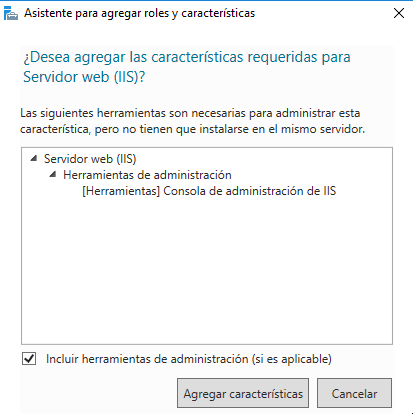 Asistente para agregar roles y características
¿Desea agregar las características requeridas para
Servidor web (IIS)?
Las siguientes herramientas son necesarias para administrar esta
característica, pero no tienen que instalarse en el mismo servidor.
Servidor web (IIS)
Herramientas de administración
[Herramientas] Consola de administración de IIS
Incluir herramientas de administración (si es aplicable)
Agregar características
Cancelar